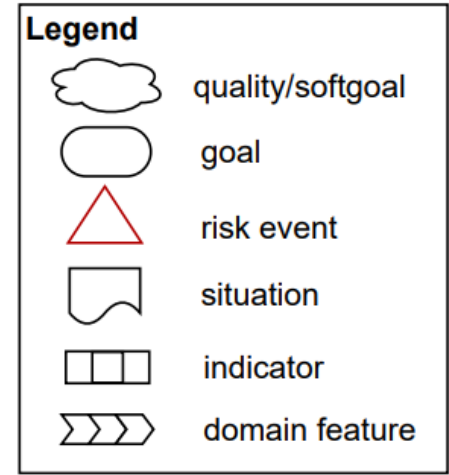 Legend
quality/softgoal
goal
risk event
situation
indicator
domain feature